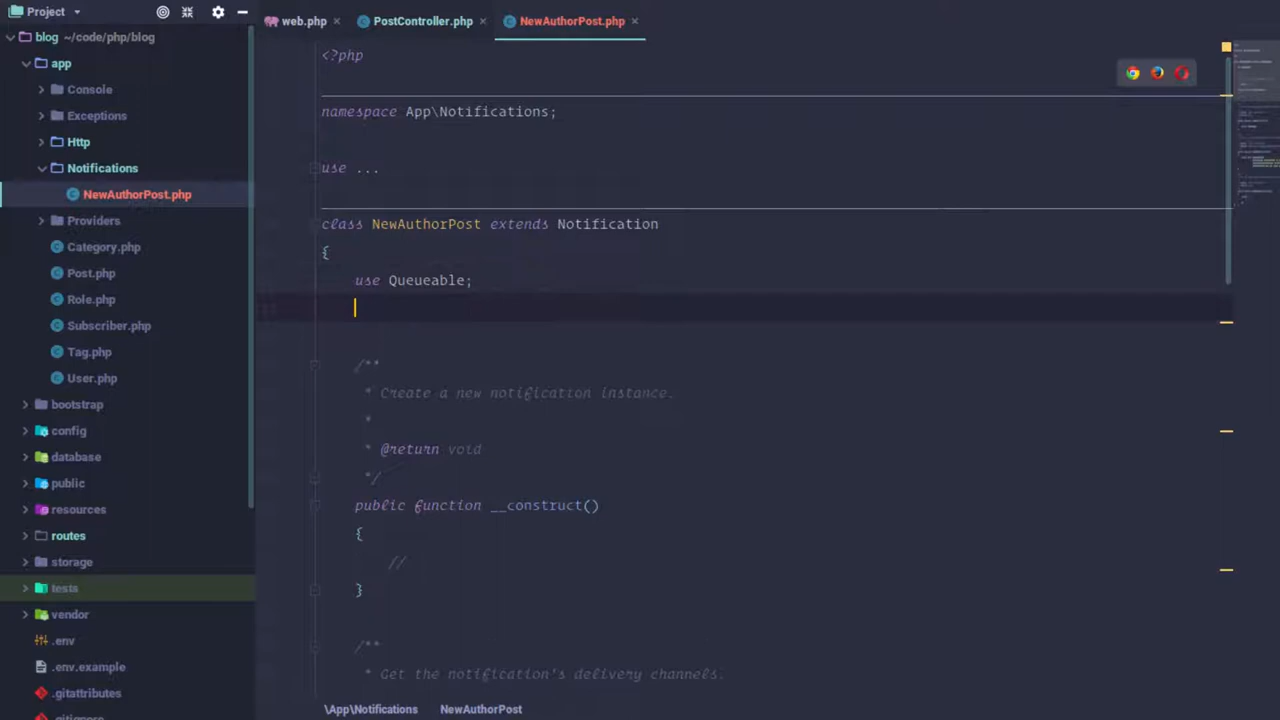 Project
web.php
PostController.php
NewAuthorPost.php
blog ~/code/php/blog
app
Console
Exceptions
Http
Notifications
NewAuthorPost.php
Providers
Category.php
Post.php
Role.php
Subscriber.php
Tag.php
User.php
bootstrap
config
database
public
resources
routes
storage
tests
vendor
.env
.env.example
.gitattributes
.gitignore
<?php
namespace App\Notifications;
use ...
class NewAuthorPost extends Notification
{
use Queueable;
/**
* Create a new notification instance.
*
* @return void
*/
public function __construct()
{
//
}
/**
* Get the notification's delivery channels.
\App\Notifications NewAuthorPost